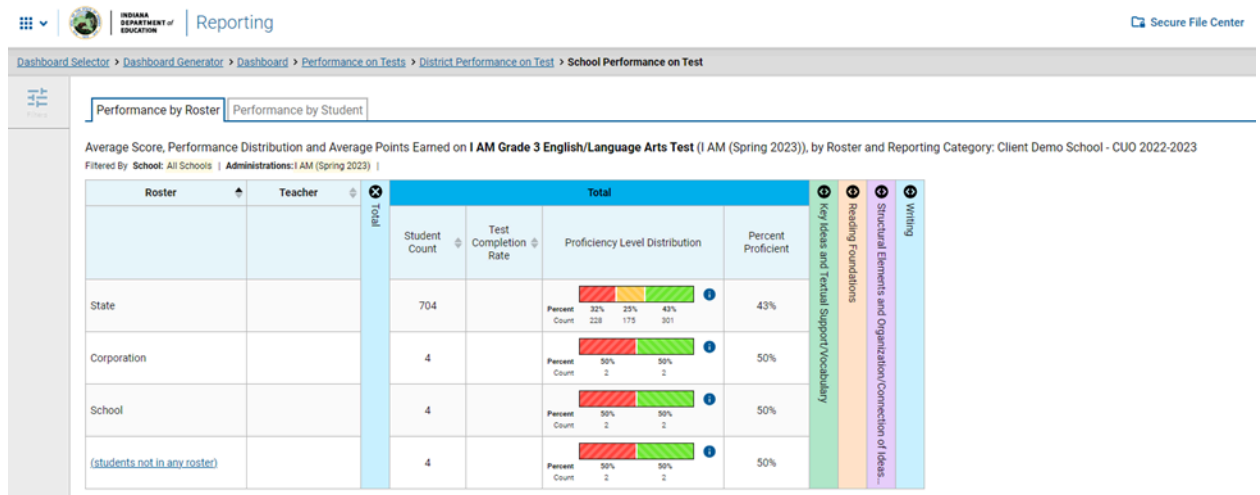 INDIANA
DEPARTMENT of
EDUCATION
Reporting
Secure File Center
Dashboard Selector > Dashboard Generator > Dashboard > Performance on Tests > District Performance on Test > School Performance on Test
Filters
Performance by Roster
Performance by Student
Average Score, Performance Distribution and Average Points Earned on I AM Grade 3 English/Language Arts Test (I AM (Spring 2023)), by Roster and Reporting Category: Client Demo School - CUO 2022-2023
Filtered By School: All Schools | Administrations: I AM (Spring 2023) |
Roster Teacher Total Total
Student Count
Test Completion Rate
Proficiency Level Distribution
Percent Proficient
Key Ideas and Textual Support/Vocabulary
Reading Foundations
Structural Elements and Organization/Connection of Ideas...
Writing
State 704 43%
Percent 32% 25% 43%
Count 228 175 301
Corporation 4 50%
Percent 50% 50%
Count 2 2
School 4 50%
Percent 50% 50%
Count 2 2
(students not in any roster) 4 50%
Percent 50% 50%
Count 2 2